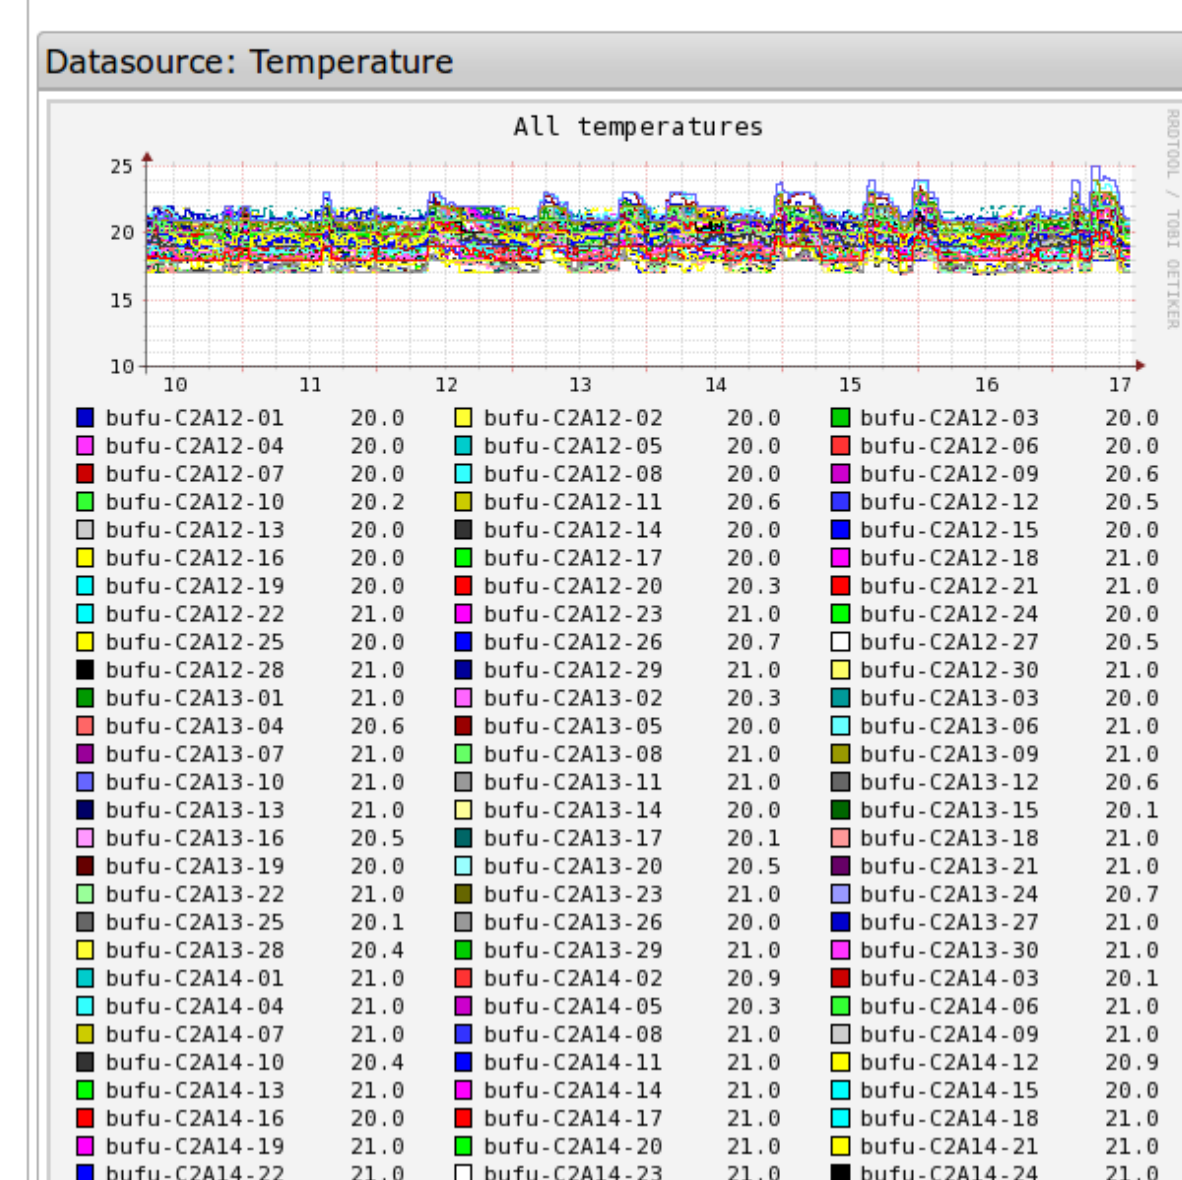 Datasource: Temperature
All temperatures
RRDTOOL / TOBI OETIKER
25
20
15
10
10 11 12 13 14 15 16 17
bufu-C2A12-01 20.0 bufu-C2A12-02 20.0 bufu-C2A12-03 20.0
bufu-C2A12-04 20.0 bufu-C2A12-05 20.0 bufu-C2A12-06 20.0
bufu-C2A12-07 20.0 bufu-C2A12-08 20.0 bufu-C2A12-09 20.6
bufu-C2A12-10 20.2 bufu-C2A12-11 20.6 bufu-C2A12-12 20.5
bufu-C2A12-13 20.0 bufu-C2A12-14 20.0 bufu-C2A12-15 20.0
bufu-C2A12-16 20.0 bufu-C2A12-17 20.0 bufu-C2A12-18 21.0
bufu-C2A12-19 20.0 bufu-C2A12-20 20.3 bufu-C2A12-21 21.0
bufu-C2A12-22 21.0 bufu-C2A12-23 21.0 bufu-C2A12-24 20.0
bufu-C2A12-25 20.0 bufu-C2A12-26 20.7 bufu-C2A12-27 20.5
bufu-C2A12-28 21.0 bufu-C2A12-29 21.0 bufu-C2A12-30 21.0
bufu-C2A13-01 21.0 bufu-C2A13-02 20.3 bufu-C2A13-03 20.0
bufu-C2A13-04 20.6 bufu-C2A13-05 20.0 bufu-C2A13-06 21.0
bufu-C2A13-07 21.0 bufu-C2A13-08 21.0 bufu-C2A13-09 21.0
bufu-C2A13-10 21.0 bufu-C2A13-11 21.0 bufu-C2A13-12 20.6
bufu-C2A13-13 21.0 bufu-C2A13-14 20.0 bufu-C2A13-15 20.1
bufu-C2A13-16 20.5 bufu-C2A13-17 20.1 bufu-C2A13-18 21.0
bufu-C2A13-19 20.0 bufu-C2A13-20 20.5 bufu-C2A13-21 21.0
bufu-C2A13-22 21.0 bufu-C2A13-23 21.0 bufu-C2A13-24 20.7
bufu-C2A13-25 20.1 bufu-C2A13-26 20.0 bufu-C2A13-27 21.0
bufu-C2A13-28 20.4 bufu-C2A13-29 21.0 bufu-C2A13-30 21.0
bufu-C2A14-01 21.0 bufu-C2A14-02 20.9 bufu-C2A14-03 20.1
bufu-C2A14-04 21.0 bufu-C2A14-05 20.3 bufu-C2A14-06 21.0
bufu-C2A14-07 21.0 bufu-C2A14-08 21.0 bufu-C2A14-09 21.0
bufu-C2A14-10 20.4 bufu-C2A14-11 21.0 bufu-C2A14-12 20.9
bufu-C2A14-13 21.0 bufu-C2A14-14 21.0 bufu-C2A14-15 20.0
bufu-C2A14-16 20.0 bufu-C2A14-17 21.0 bufu-C2A14-18 21.0
bufu-C2A14-19 21.0 bufu-C2A14-20 21.0 bufu-C2A14-21 21.0
bufu-C2A14-22 21.0 bufu-C2A14-23 21.0 bufu-C2A14-24 21.0